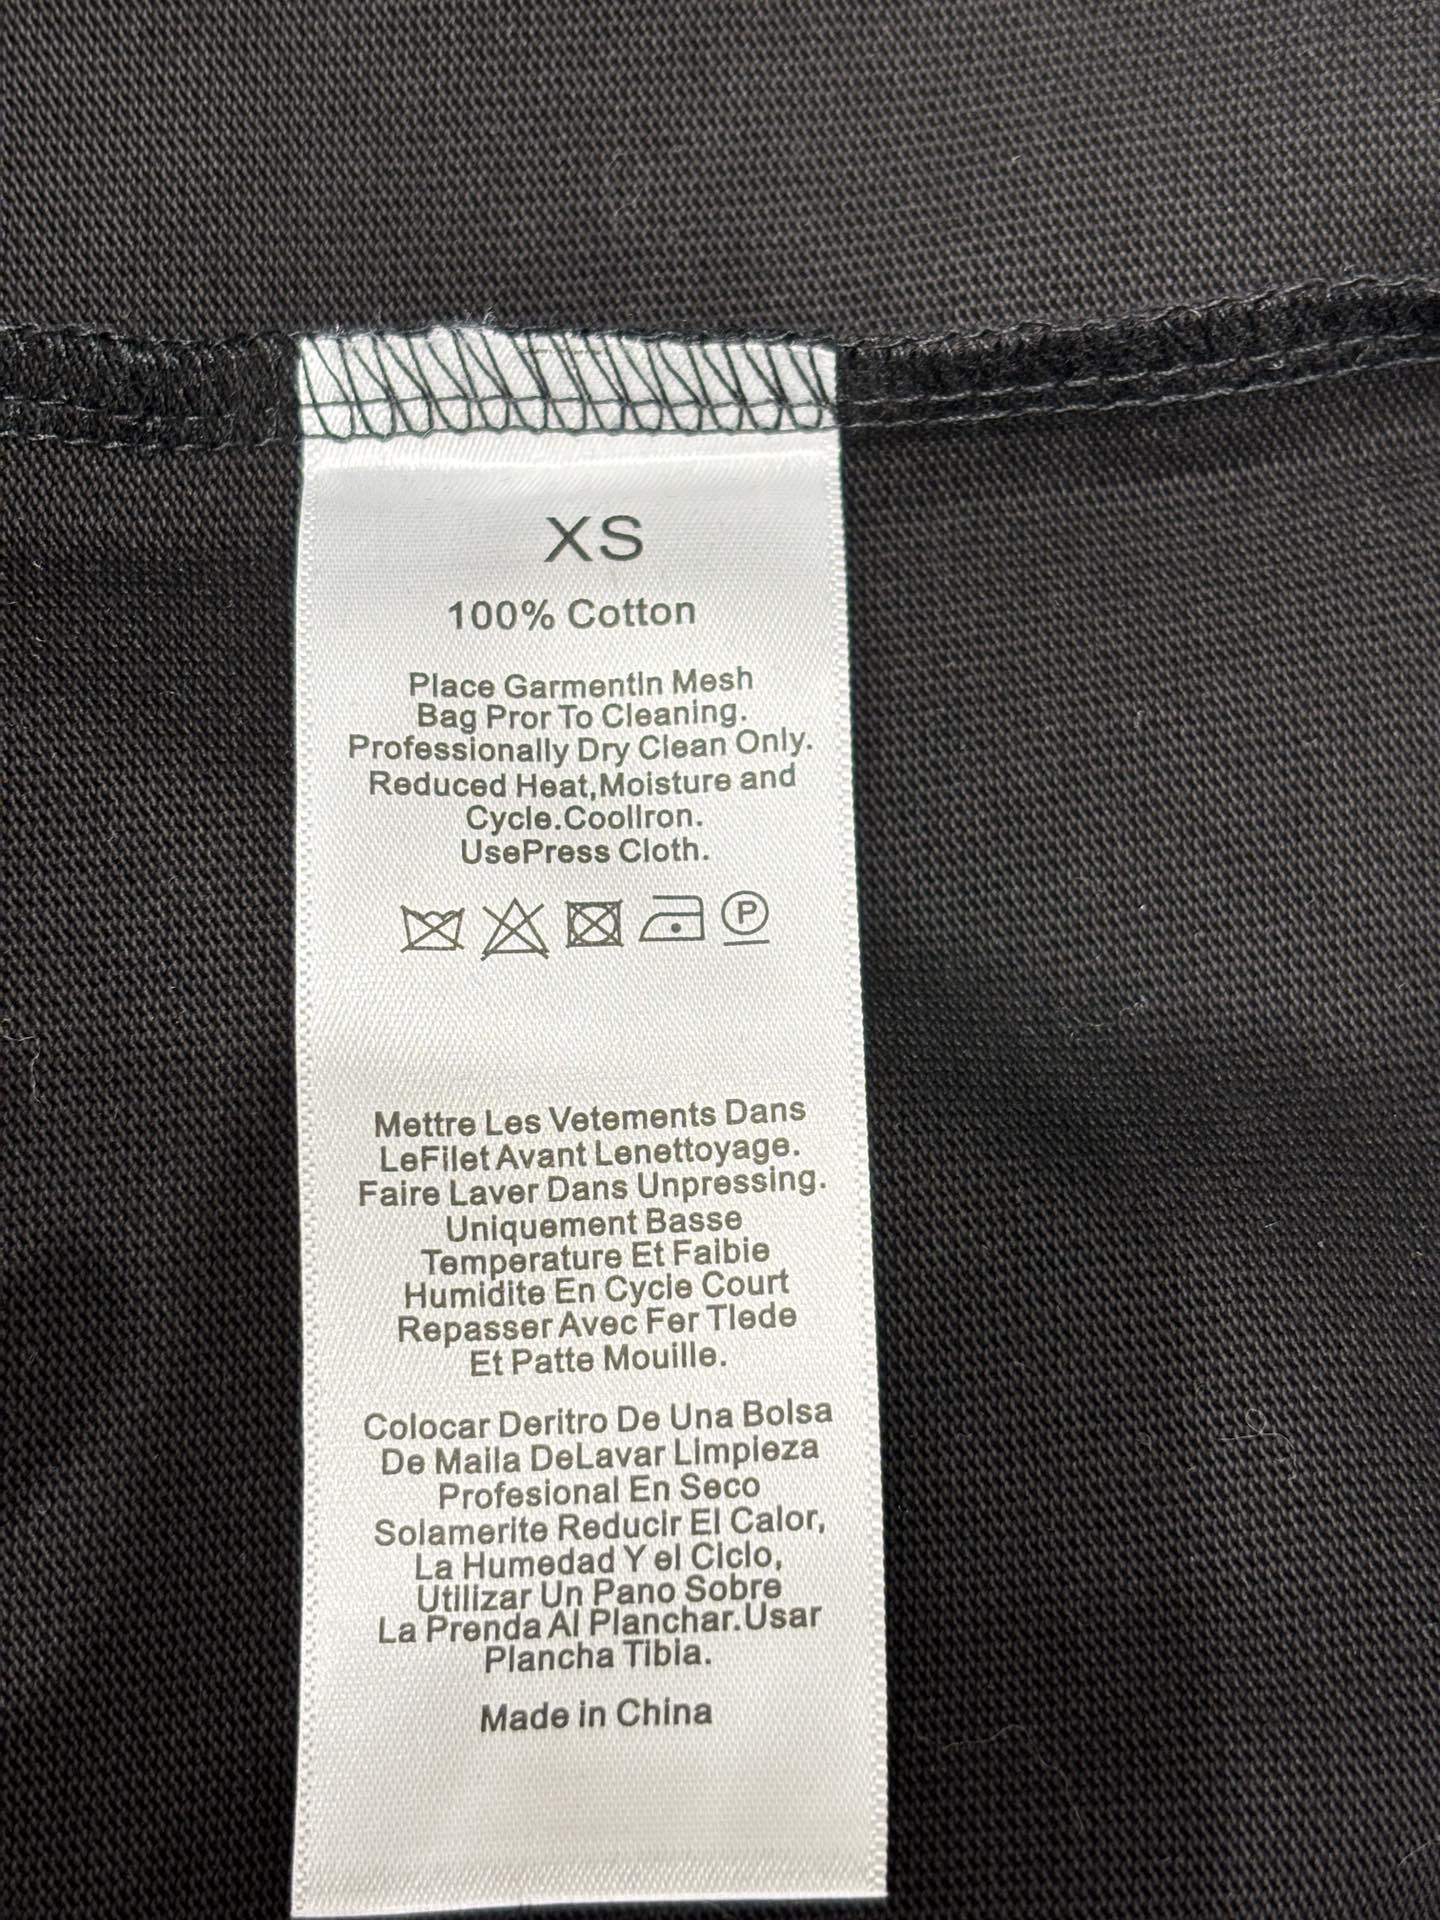 XS
100% Cotton
Place GarmentIn Mesh
Bag Pror To Cleaning.
Professionally Dry Clean Only.
Reduced Heat,Moisture and
Cycle.CoolIron.
UsePress Cloth.
P
Mettre Les Vetements Dans
LeFilet Avant Lenettoyage.
Faire Laver Dans Unpressing.
Uniquement Basse
Temperature Et Faibie
Humidite En Cycle Court
Repasser Avec Fer Tlede
Et Patte Mouille.
Colocar Deritro De Una Bolsa
De Malla DeLavar Limpieza
Profesional En Seco
Solamerite Reducir El Calor,
La Humedad Y el Ciclo,
Utilizar Un Pano Sobre
La Prenda Al Planchar.Usar
Plancha Tibia.
Made in China